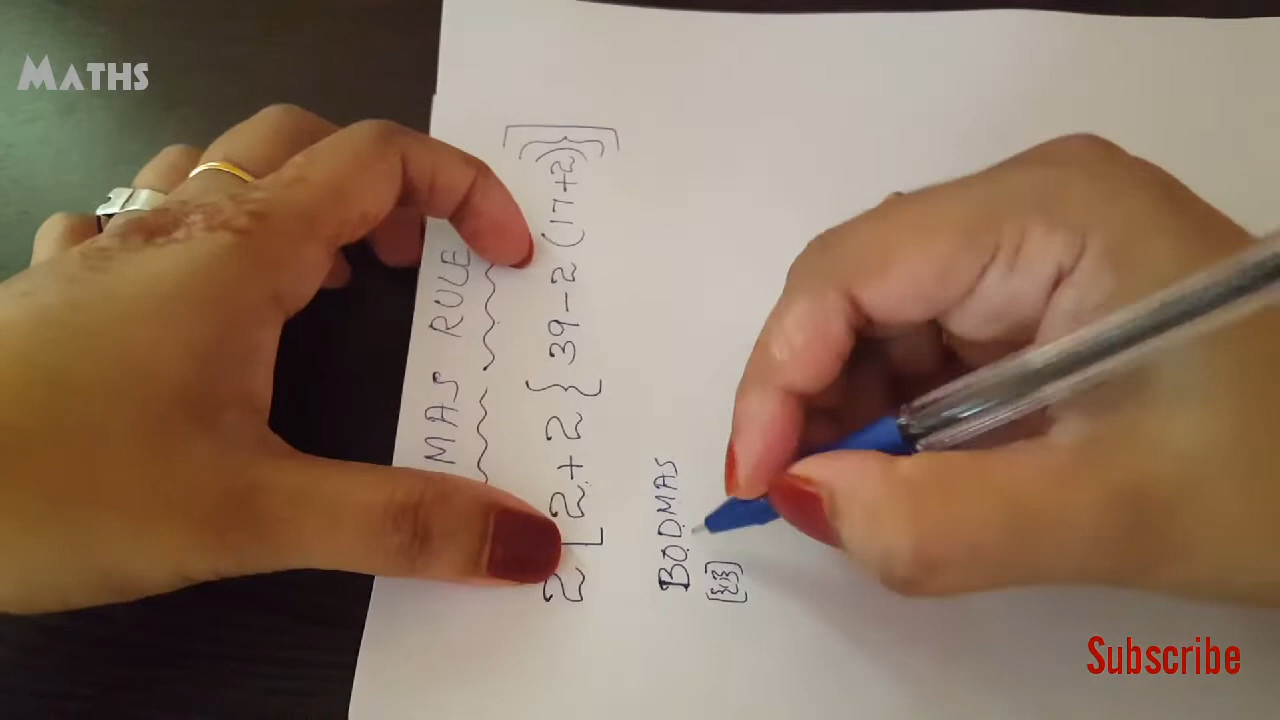 MATHS
MAS RULE
2[2+2{39-2(17+2)}]
BODMAS
[{()}]
Subscribe